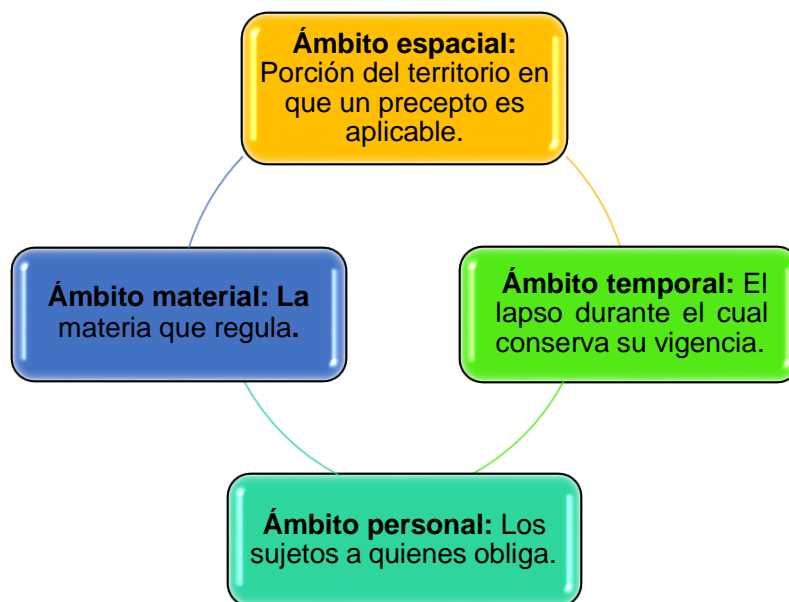 Ámbito espacial:
Porción del territorio en
que un precepto es
aplicable.
Ámbito material: La
materia que regula.
Ámbito temporal: El
lapso durante el cual
conserva su vigencia.
Ámbito personal: Los
sujetos a quienes obliga.